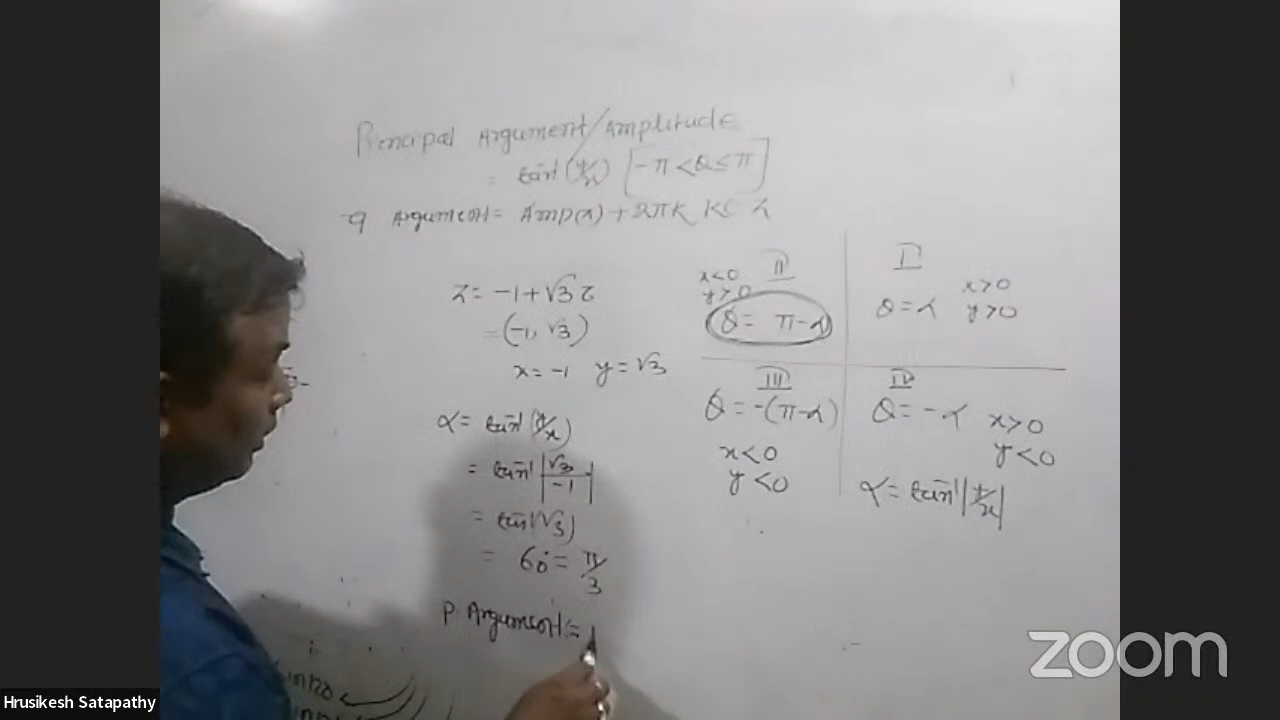 Principal Argument/Amplitude
= tan⁻¹(y/x) [-π<θ≤π]
Argument = Amp(z)+2πK K∈Z
z = -1+√3i
= (-1, √3)
x=-1 y=√3
α= tan⁻¹(y/x)
= tan⁻¹|√3/-1|
= tan⁻¹(√3)
= 60°= π/3
P. Argument =
II
x<0
y>0
θ= π-α
I
x>0
θ=α y>0
III
θ=-(π-α)
x<0
y<0
IV
θ=-α x>0
y<0
α= tan⁻¹|y/x|
zoom
Hrusikesh Satapathy